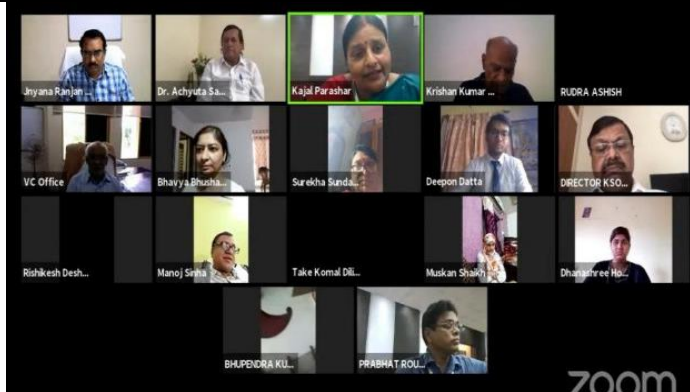 Jnyana Ranjan ...
Dr. Achyuta Sa...
Kajal Parashar
Krishan Kumar ...
RUDRA ASHISH
VC Office
Bhavya Bhusha...
Surekha Sunda...
Deepon Datta
DIRECTOR KSO...
Rishikesh Desh...
Manoj Sinha
Take Komal Dili...
Muskan Shaikh
Dhanashree Ho...
BHUPENDRA KU...
PRABHAT ROU...
zoom